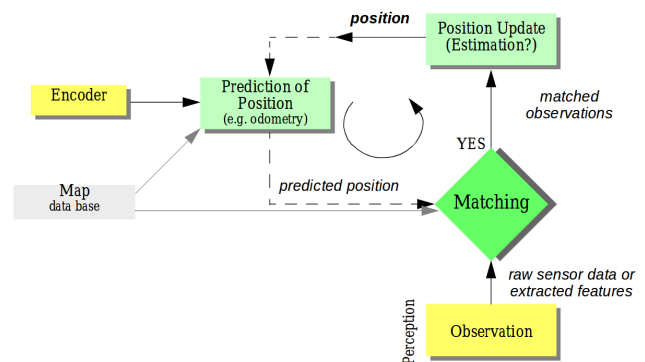 position
Position Update
(Estimation?)
Encoder
Prediction of
Position
(e.g. odometry)
matched
observations
YES
Map
data base
predicted position
Matching
raw sensor data or
extracted features
Perception
Observation